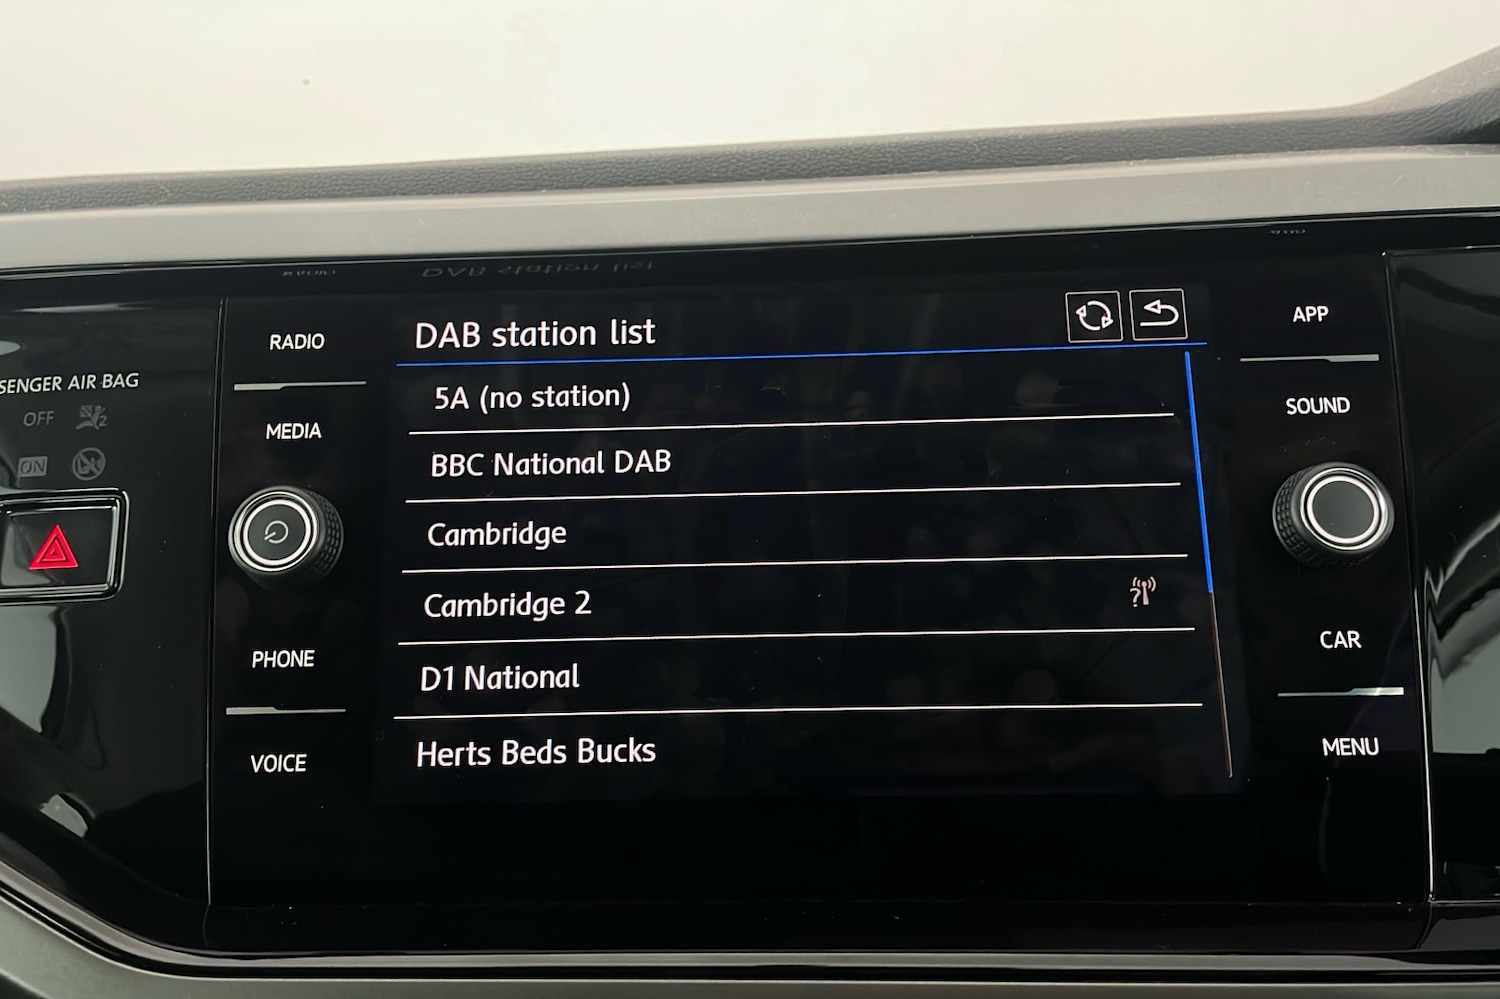 DAB station list
5A (no station)
BBC National DAB
Cambridge
Cambridge 2
D1 National
Herts Beds Bucks
RADIO
MEDIA
PHONE
VOICE
APP
SOUND
CAR
MENU
SENGER AIR BAG
OFF
ON